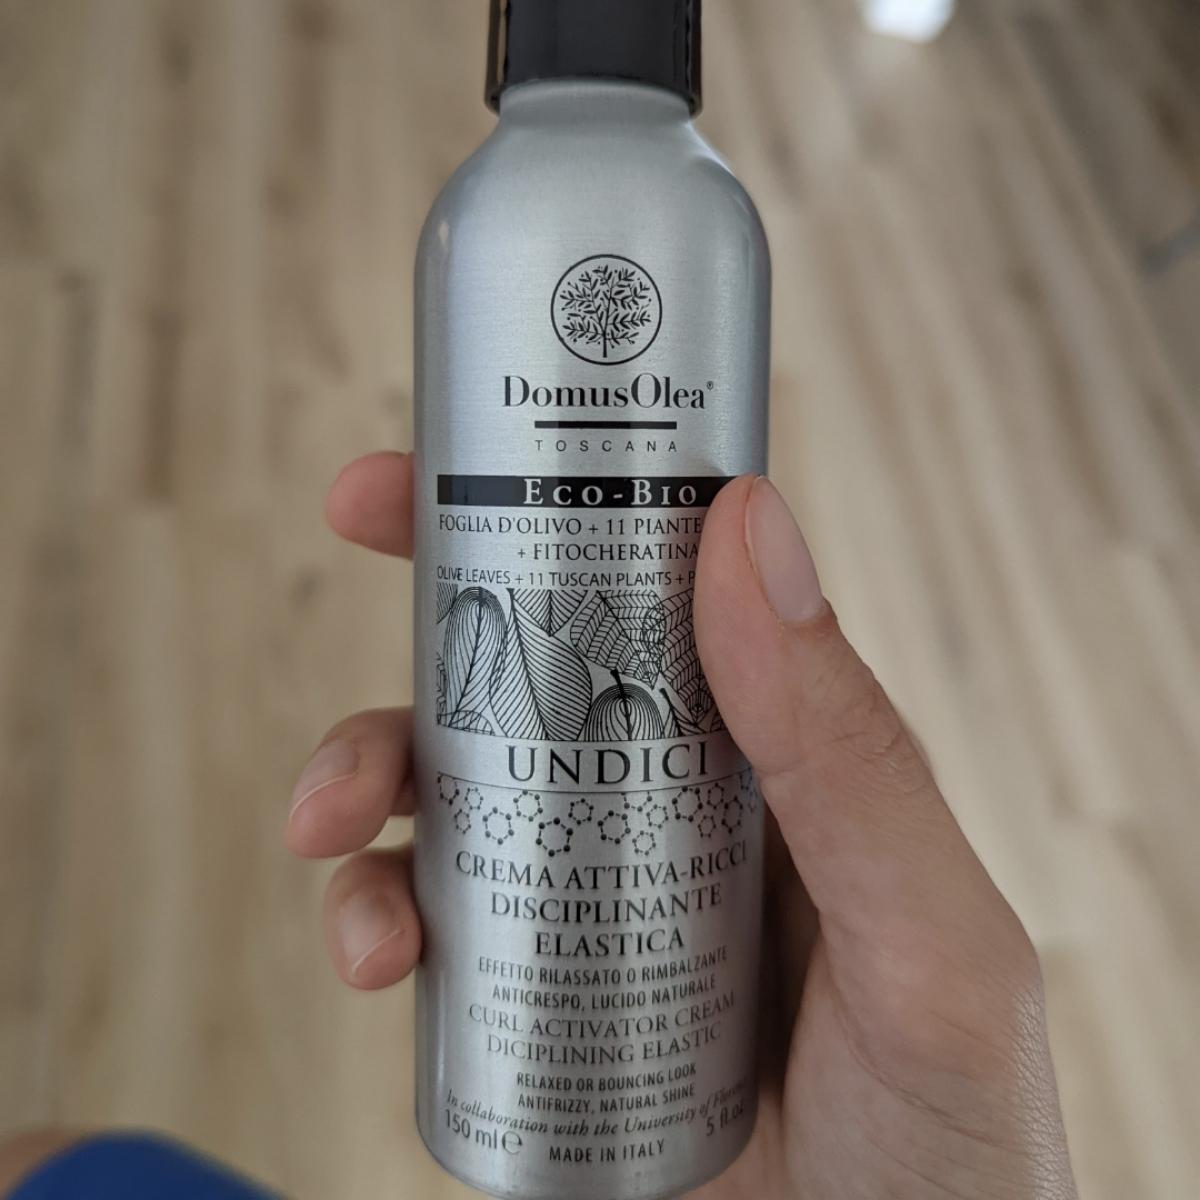 DomusOlea®
TOSCANA
ECO-BIO
FOGLIA D'OLIVO + 11 PIANTE
+ FITOCHERATINA
OLIVE LEAVES + 11 TUSCAN PLANTS +
UNDICI
CREMA ATTIVA-RICCI
DISCIPLINANTE
ELASTICA
EFFETTO RILASSATO O RIMBALZANTE
ANTICRESPO, LUCIDO NATURALE
CURL ACTIVATOR CREAM
DICIPLINING ELASTIC
RELAXED OR BOUNCING LOOK
ANTIFRIZZY, NATURAL SHINE
In collaboration with the University of
150 ml ℮ 5 fl.oz
MADE IN ITALY